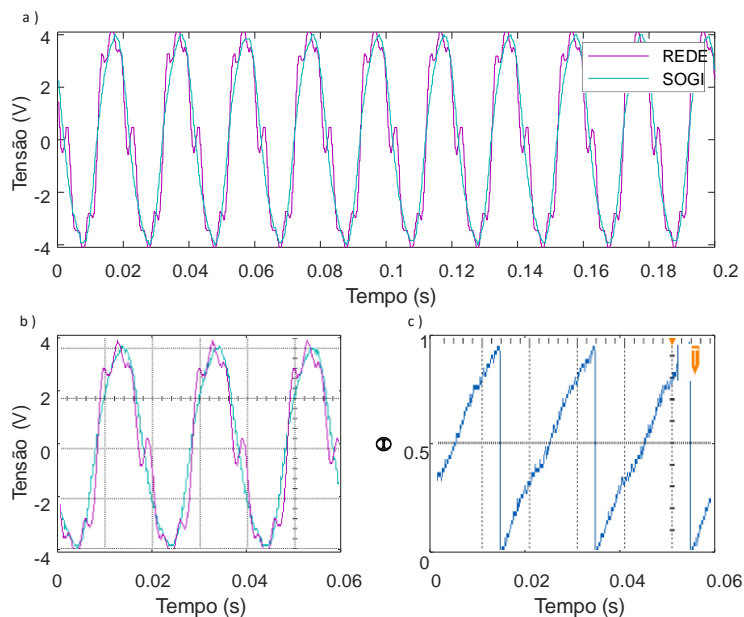 a )
4
2
0
-2
-4
Tensão (V)
REDE
SOGI
0 0.02 0.04 0.06 0.08 0.1 0.12 0.14 0.16 0.18 0.2
Tempo (s)
b )
4
2
0
-2
-4
Tensão (V)
0 0.02 0.04 0.06
Tempo (s)
c )
1
0.5
0
Θ
0 0.02 0.04 0.06
Tempo (s)